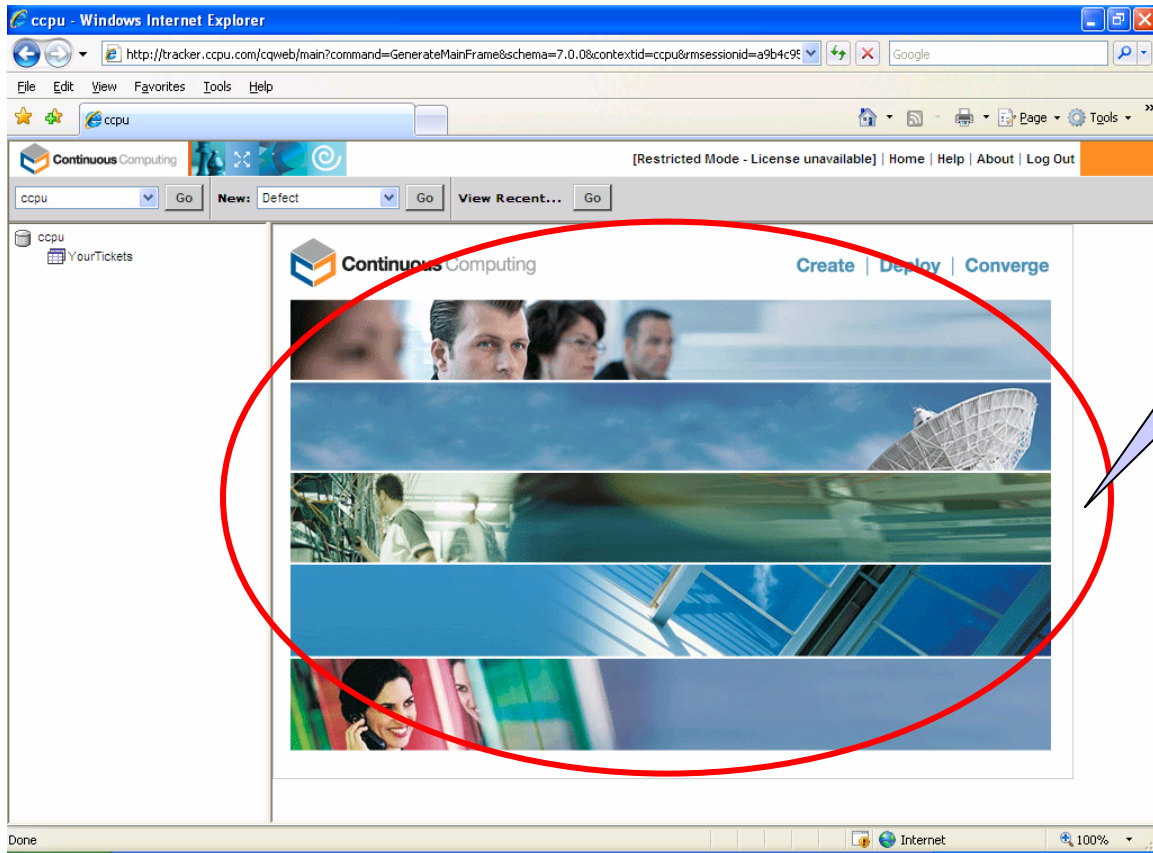 ccpu - Windows Internet Explorer
http://tracker.ccpu.com/cqweb/main?command=GenerateMainFrame&schema=7.0.0&contextid=ccpu&rmsessionid=a9b4c95 Google
File Edit View Favorites Tools Help
ccpu Page Tools »
Continuous Computing [Restricted Mode - License unavailable] | Home | Help | About | Log Out
ccpu Go New: Defect Go View Recent... Go
ccpu
YourTickets
Continuous Computing Create | Deploy | Converge
Done Internet 100%